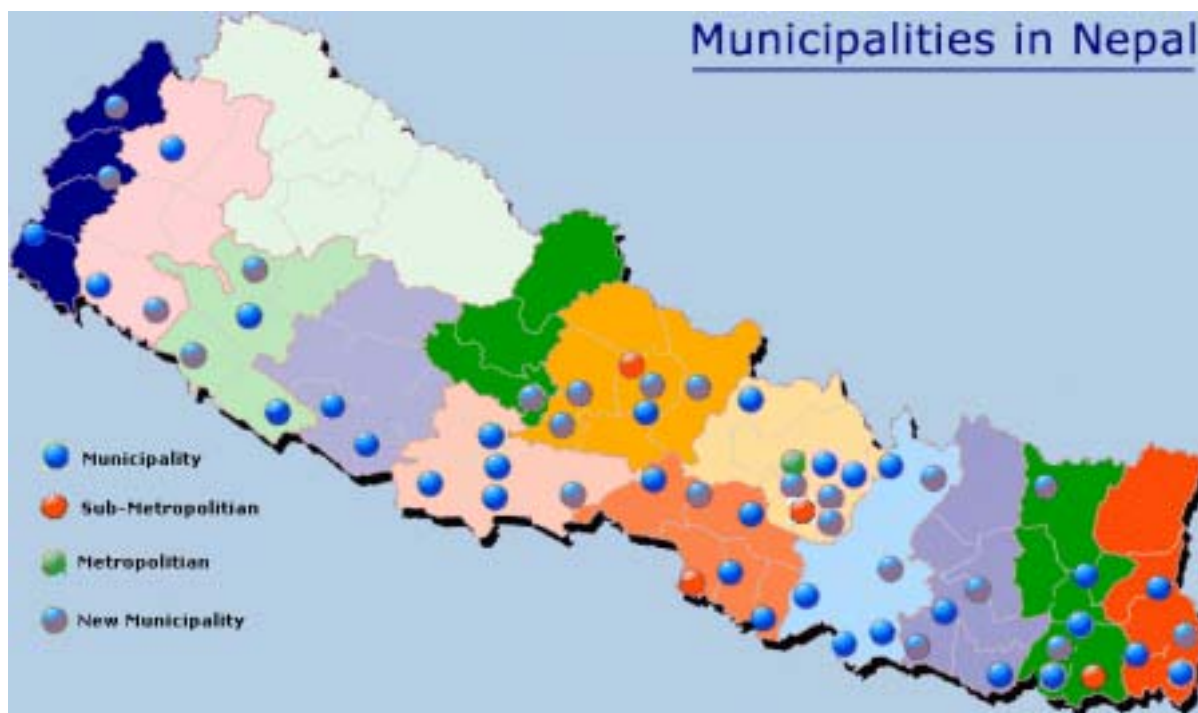 Municipalities in Nepal
Municipality
Sub-Metropolitian
Metropolitian
New Municipality